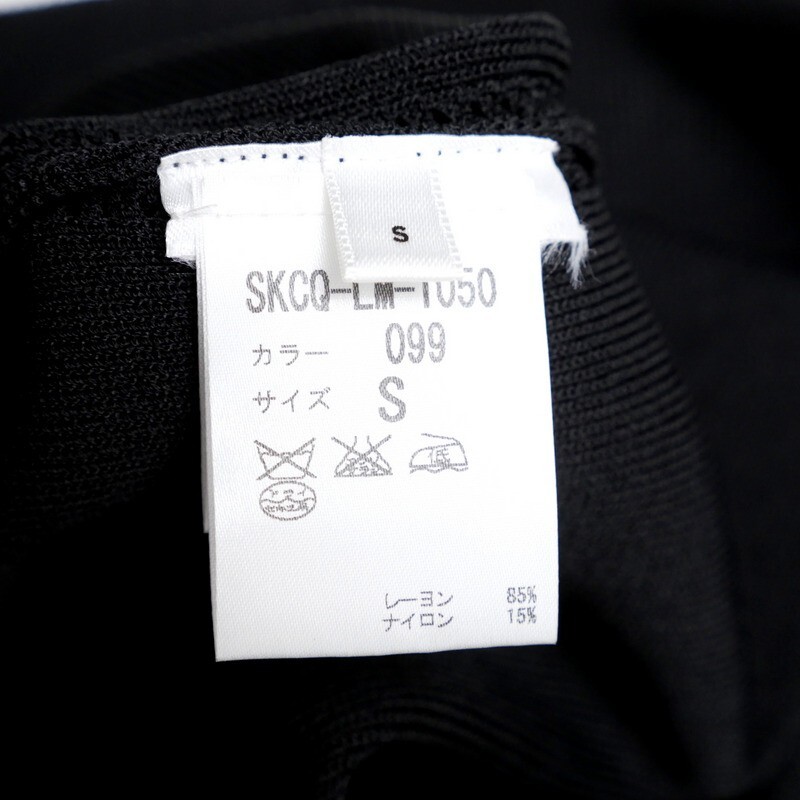 S
SKCQ-LM-1050
カラー 099
サイズ S
低
レーヨン 85%
ナイロン 15%